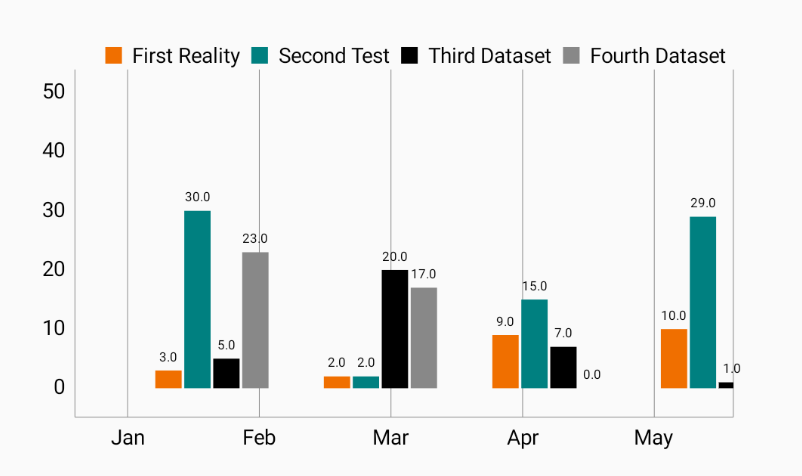 First Reality Second Test Third Dataset Fourth Dataset
50
40
30
20
10
0
3.0 30.0 5.0 23.0
2.0 2.0 20.0 17.0
9.0 15.0 7.0 0.0
10.0 29.0 1.0
Jan Feb Mar Apr May